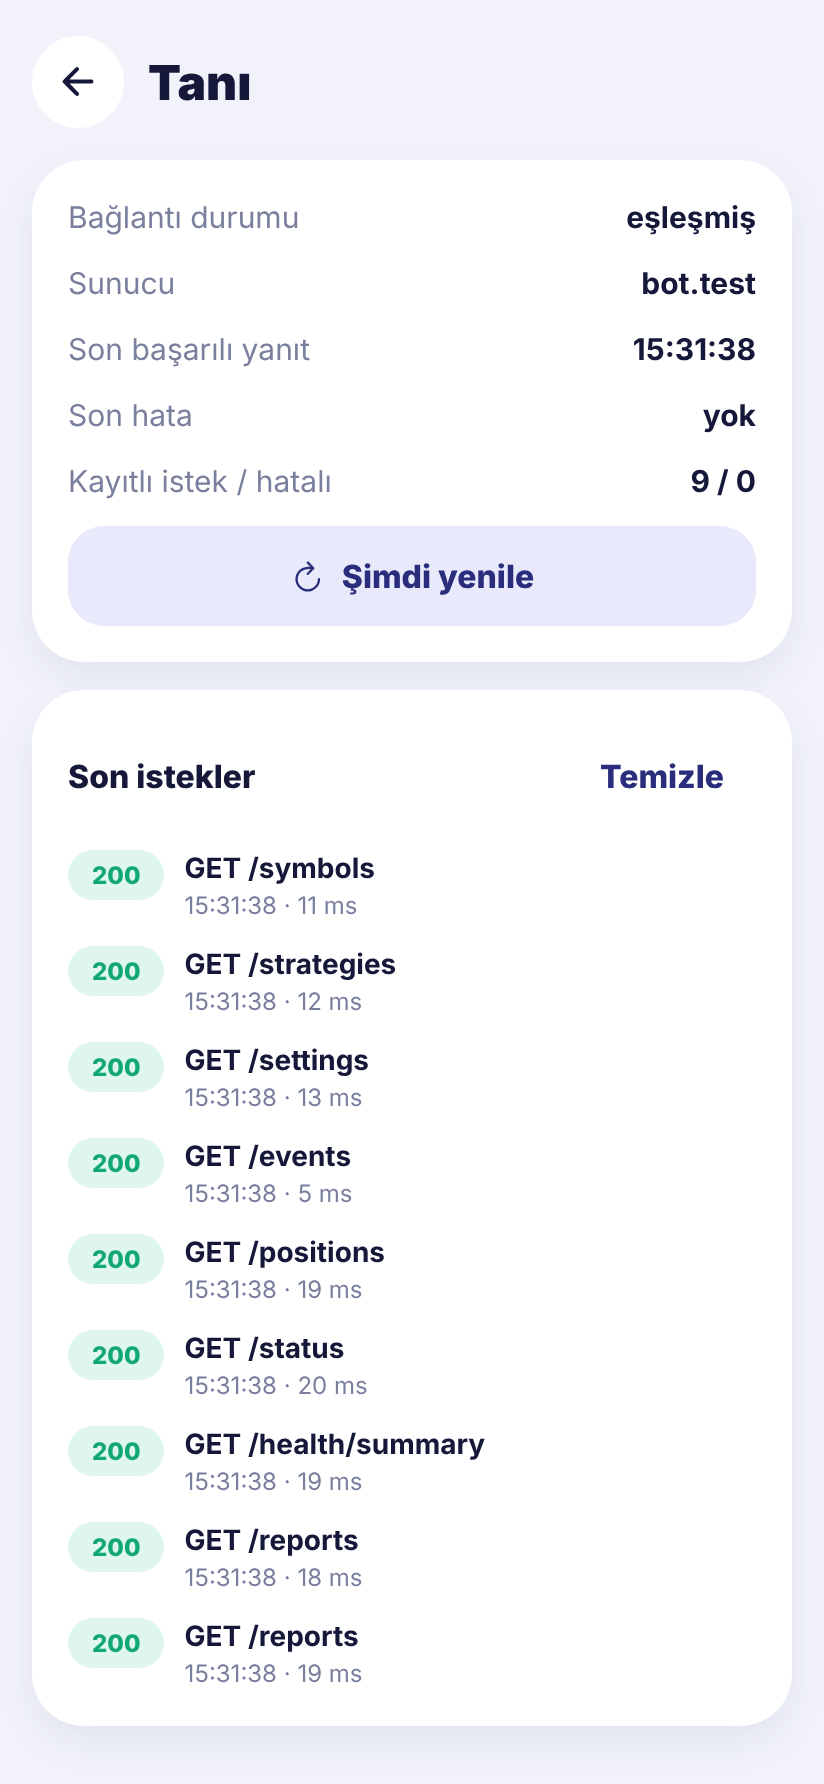 Tanı
Bağlantı durumu eşleşmiş
Sunucu bot.test
Son başarılı yanıt 15:31:38
Son hata yok
Kayıtlı istek / hatalı 9 / 0
Şimdi yenile
Son istekler Temizle
200 GET /symbols
15:31:38 · 11 ms
200 GET /strategies
15:31:38 · 12 ms
200 GET /settings
15:31:38 · 13 ms
200 GET /events
15:31:38 · 5 ms
200 GET /positions
15:31:38 · 19 ms
200 GET /status
15:31:38 · 20 ms
200 GET /health/summary
15:31:38 · 19 ms
200 GET /reports
15:31:38 · 18 ms
200 GET /reports
15:31:38 · 19 ms